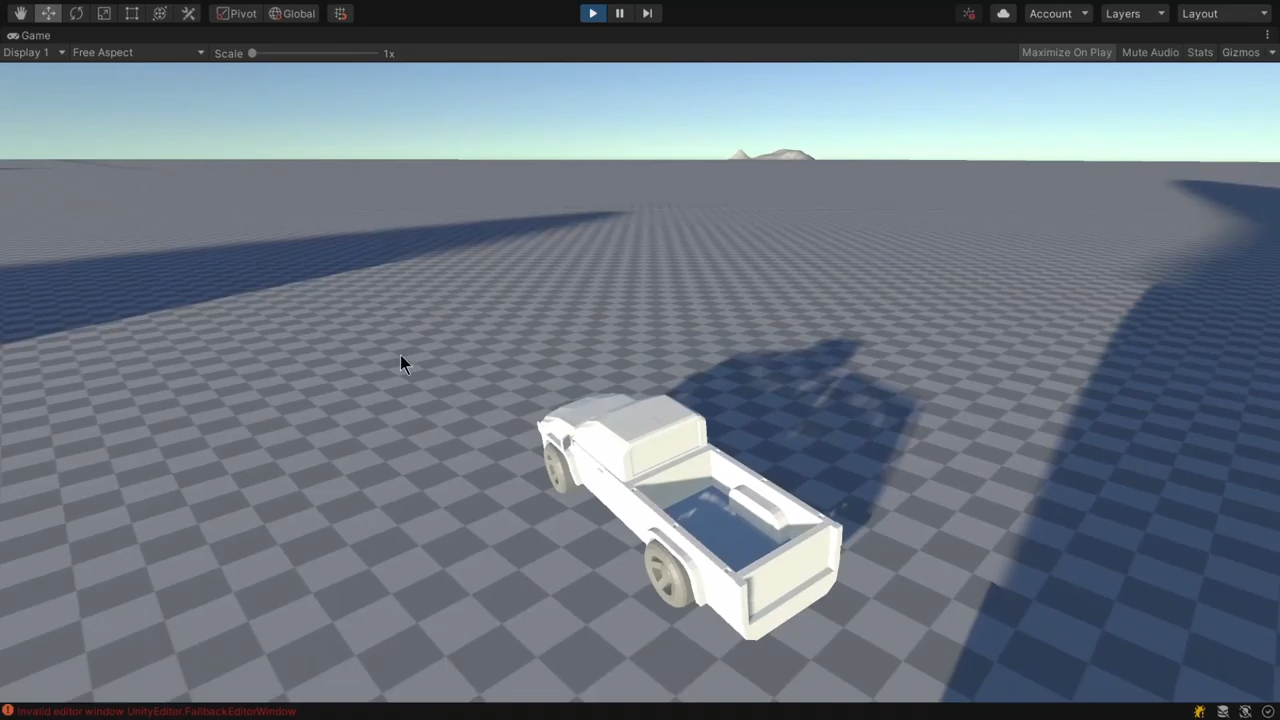 Pivot Global Account Layers Layout
Game
Display 1 Free Aspect Scale 1x Maximize On Play Mute Audio Stats Gizmos
Invalid editor window UnityEditor.FallbackEditorWindow